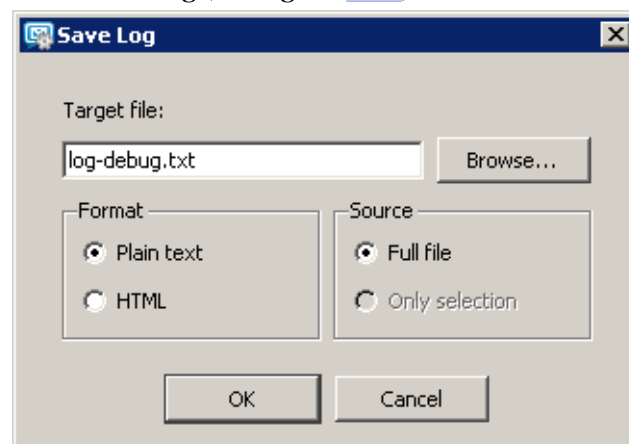 Save Log
Target file:
log-debug.txt
Browse...
Format
Plain text
HTML
Source
Full file
Only selection
OK
Cancel